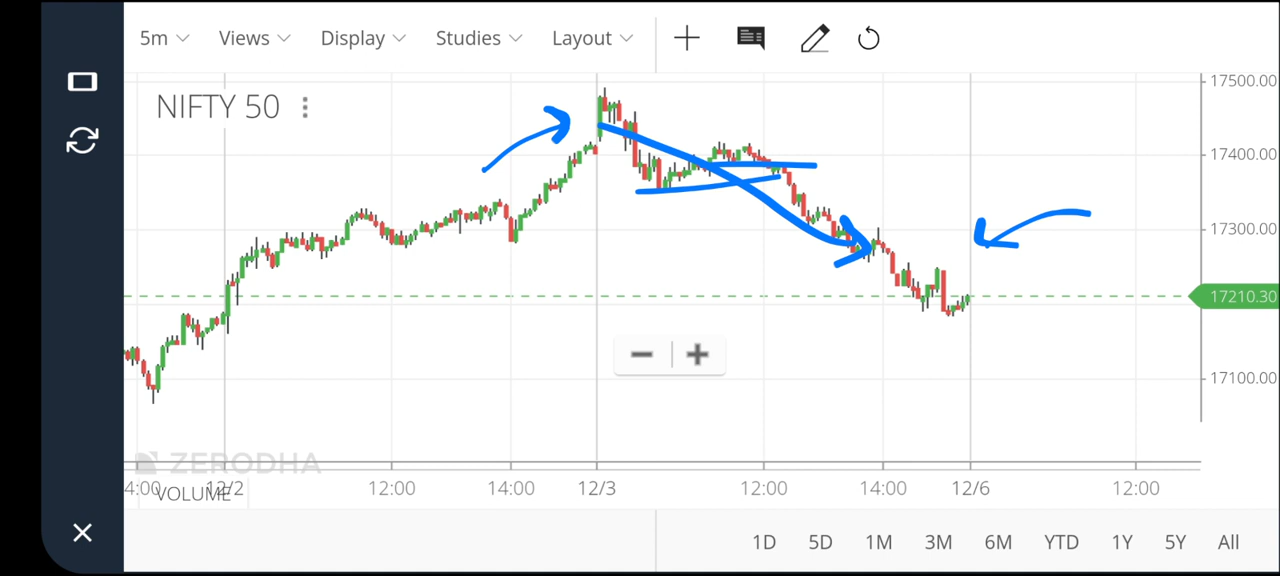 5m Views Display Studies Layout
NIFTY 50
17500.00
17400.00
17300.00
17210.30
17100.00
ZERODHA
4:00 12/2 12:00 14:00 12/3 12:00 14:00 12/6 12:00
VOLUME
1D 5D 1M 3M 6M YTD 1Y 5Y All